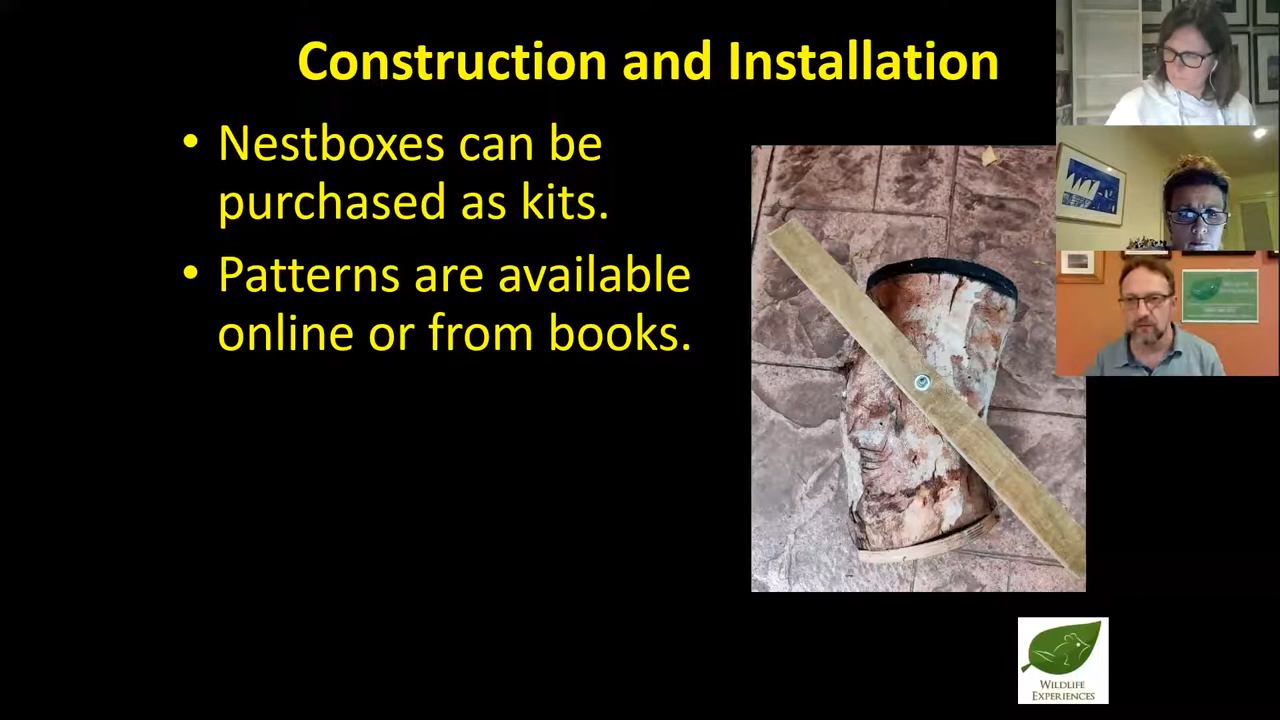 Construction and Installation
• Nestboxes can be
purchased as kits.
• Patterns are available
online or from books.
WILDLIFE
EXPERIENCES